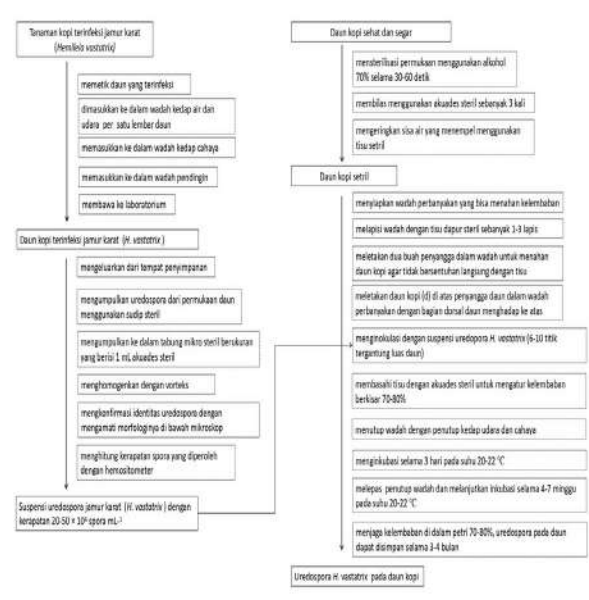 Tanaman kopi terinfeksi jamur karat
(Hemileia vastatrix)
memetik daun yang terinfeksi
dimasukkan ke dalam wadah kedap air dan
udara per satu lembar daun
memasukkan ke dalam wadah kedap cahaya
memasukkan ke dalam wadah pendingin
membawa ke laboratorium
Daun kopi terinfeksi jamur karat (H. vastatrix )
mengeluarkan dari tempat penyimpanan
mengumpulkan uredospora dari permukaan daun
menggunakan sudip steril
mengumpulkan ke dalam tabung mikro steril berukuran
yang berisi 1 mL akuades steril
menghomogenkan dengan vorteks
mengkonfirmasi identitas uredospora dengan
mengamati morfologinya di bawah mikroskop
menghitung kerapatan spora yang diperoleh
dengan hemositometer
Suspensi uredospora jamur karat (H. vastatrix ) dengan
kerapatan 20-50 × 10⁶ spora mL⁻¹
Daun kopi sehat dan segar
mensterilisasi permukaan menggunakan alkohol
70% selama 30-60 detik
membilas menggunakan akuades steril sebanyak 3 kali
mengeringkan sisa air yang menempel menggunakan
tisu setril
Daun kopi setril
menyiapkan wadah perbanyakan yang bisa menahan kelembaban
melapisi wadah dengan tisu dapur steril sebanyak 1-3 lapis
meletakan dua buah penyangga dalam wadah untuk menahan
daun kopi agar tidak bersentuhan langsung dengan tisu
meletakan daun kopi (d) di atas penyangga daun dalam wadah
perbanyakan dengan bagian dorsal daun menghadap ke atas
menginokulasi dengan suspensi uredopora H. vastatrix (6-10 titik
tergantung luas daun)
membasahi tisu dengan akuades steril untuk mengatur kelembaban
berkisar 70-80%
menutup wadah dengan penutup kedap udara dan cahaya
menginkubasi selama 3 hari pada suhu 20-22 °C
melepas penutup wadah dan melanjutkan inkubasi selama 4-7 minggu
pada suhu 20-22 °C
menjaga kelembaban di dalam petri 70-80%, uredospora pada daun
dapat disimpan selama 3-4 bulan
Uredospora H. vastatrix pada daun kopi